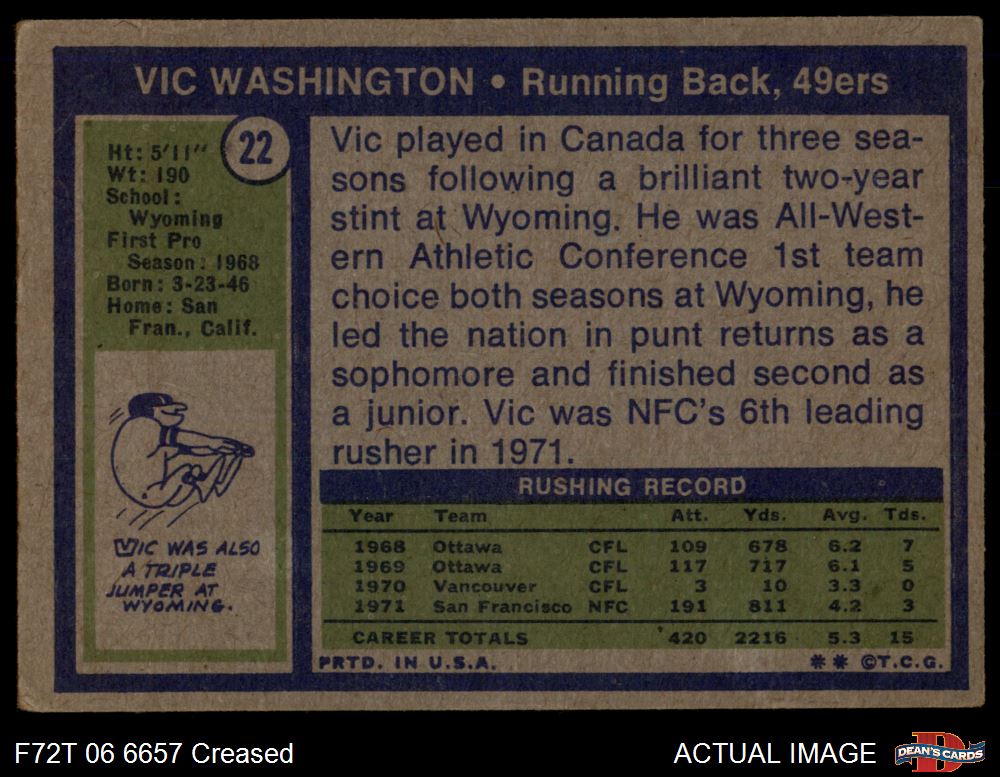 VIC WASHINGTON • Running Back, 49ers
22
Ht: 5'11"
Wt: 190
School:
Wyoming
First Pro
Season: 1968
Born: 3-23-46
Home: San
Fran., Calif.
VIC WAS ALSO
A TRIPLE
JUMPER AT
WYOMING.
Vic played in Canada for three sea-
sons following a brilliant two-year
stint at Wyoming. He was All-West-
ern Athletic Conference 1st team
choice both seasons at Wyoming, he
led the nation in punt returns as a
sophomore and finished second as
a junior. Vic was NFC's 6th leading
rusher in 1971.
RUSHING RECORD
Year Team Att. Yds. Avg. Tds.
1968 Ottawa CFL 109 678 6.2 7
1969 Ottawa CFL 117 717 6.1 5
1970 Vancouver CFL 3 10 3.3 0
1971 San Francisco NFC 191 811 4.2 3
CAREER TOTALS 420 2216 5.3 15
PRTD. IN U.S.A. ** ©T.C.G.
F72T 06 6657 Creased
ACTUAL IMAGE
D
DEAN'S CARDS